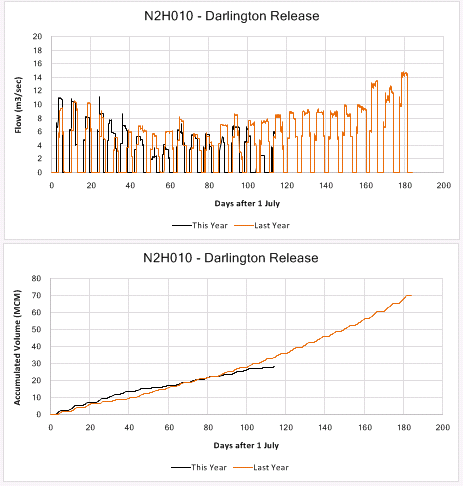 N2H010 - Darlington Release
Flow (m3/sec)
20
18
16
14
12
10
8
6
4
2
0
0 20 40 60 80 100 120 140 160 180 200
Days after 1 July
This Year Last Year
N2H010 - Darlington Release
Accumulated Volume (MCM)
80
70
60
50
40
30
20
10
0
0 20 40 60 80 100 120 140 160 180 200
Days after 1 July
This Year Last Year